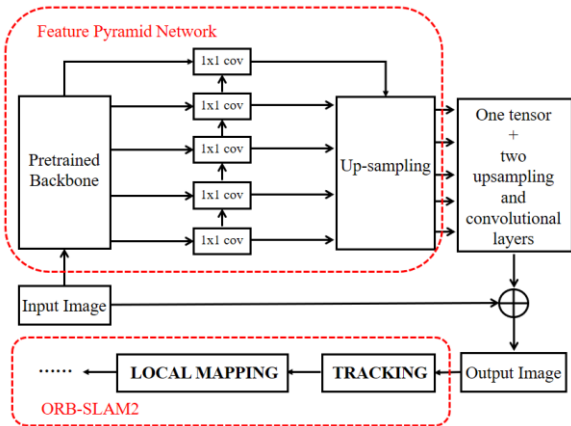 Feature Pyramid Network
1x1 cov
1x1 cov
1x1 cov
1x1 cov
1x1 cov
Pretrained
Backbone
Up-sampling
One tensor
+
two
upsampling
and
convolutional
layers
Input Image
Output Image
TRACKING
LOCAL MAPPING
......
ORB-SLAM2